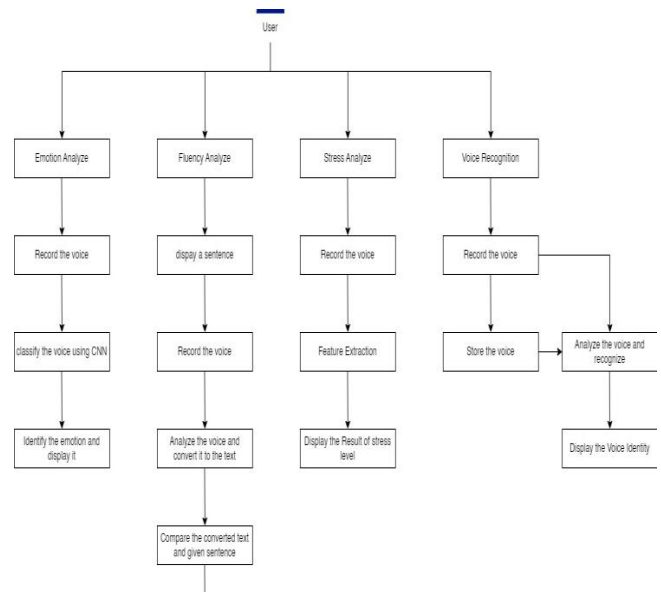 User
Emotion Analyze
Fluency Analyze
Stress Analyze
Voice Recognition
Record the voice
dispay a sentence
Record the voice
Record the voice
classify the voice using CNN
Record the voice
Feature Extraction
Store the voice
Analyze the voice and
recognize
Identify the emotion and
display it
Analyze the voice and
convert it to the text
Display the Result of stress
level
Display the Voice Identity
Compare the converted text
and given sentence